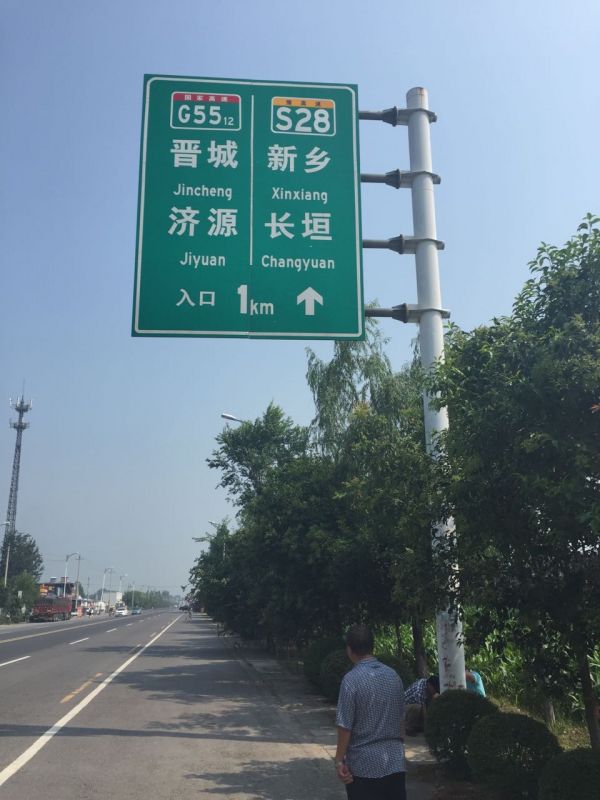 国家高速
G5512
晋城
Jincheng
济源
Jiyuan
豫高速
S28
新乡
Xinxiang
长垣
Changyuan
入口 1km